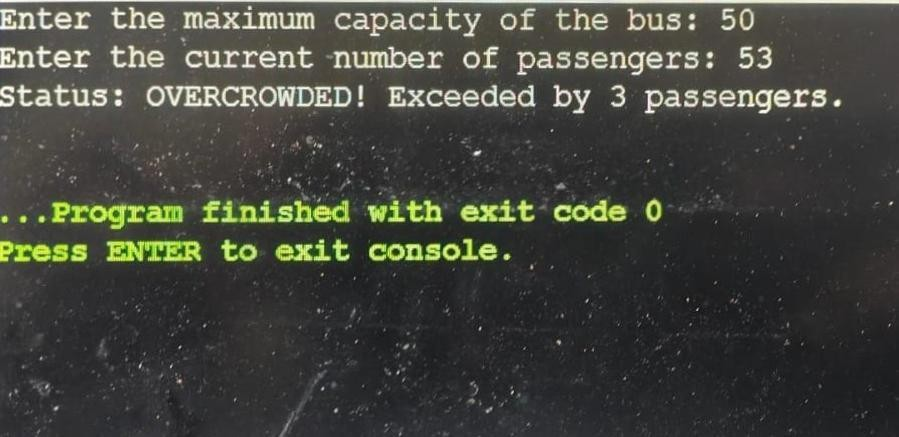 Enter the maximum capacity of the bus: 50
Enter the current number of passengers: 53
Status: OVERCROWDED! Exceeded by 3 passengers.
...Program finished with exit code 0
Press ENTER to exit console.